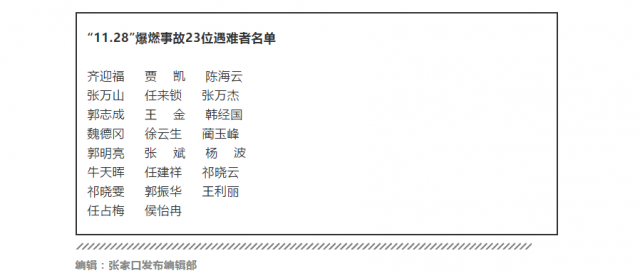 “11.28”爆燃事故23位遇难者名单
齐迎福 贾 凯 陈海云
张万山 任来锁 张万杰
郭志成 王 金 韩经国
魏德冈 徐云生 蔺玉峰
郭明亮 张 斌 杨 波
牛天晖 任建祥 祁晓云
祁晓雯 郭振华 王利丽
任占梅 侯怡冉
编辑：张家口发布编辑部